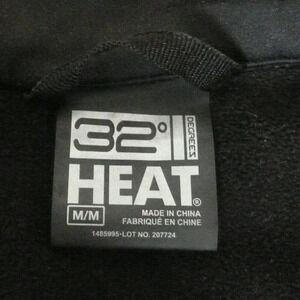 32° DEGREES
HEAT®
M/M
MADE IN CHINA
FABRIQUÉ EN CHINE
1485995-LOT NO. 207724